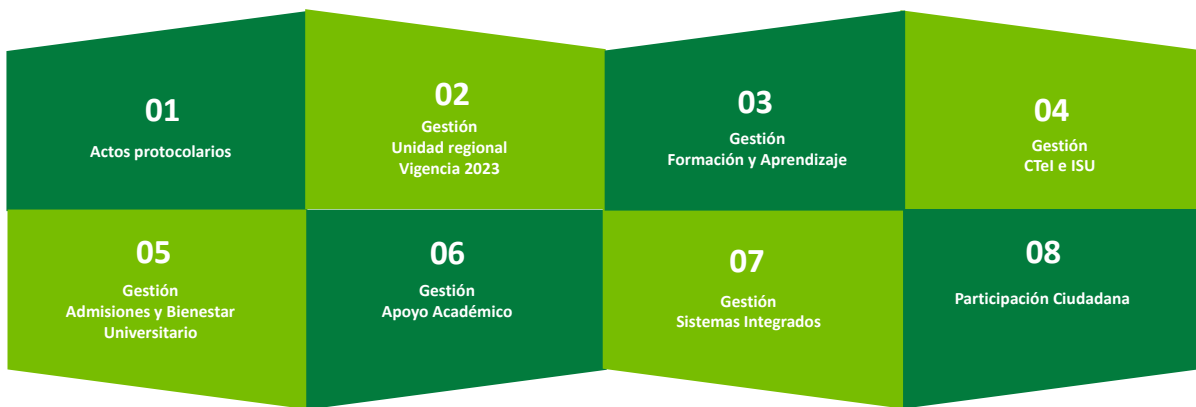 01
Actos protocolarios
02
Gestión
Unidad regional
Vigencia 2023
03
Gestión
Formación y Aprendizaje
04
Gestión
CTeI e ISU
05
Gestión
Admisiones y Bienestar
Universitario
06
Gestión
Apoyo Académico
07
Gestión
Sistemas Integrados
08
Participación Ciudadana